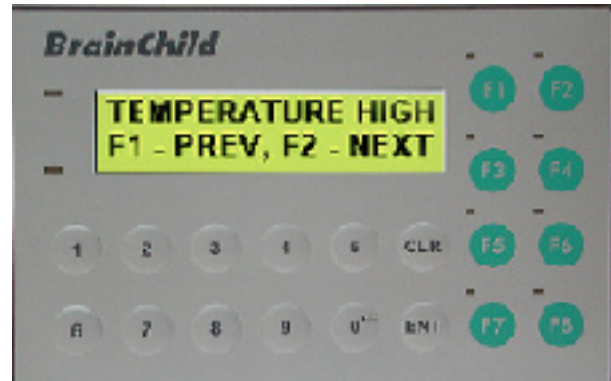 BrainChild
TEMPERATURE HIGH
F1 - PREV, F2 - NEXT
F1 F2
F3 F4
1 2 3 4 5 CLR F5 F6
6 7 8 9 0 ENT F7 F8